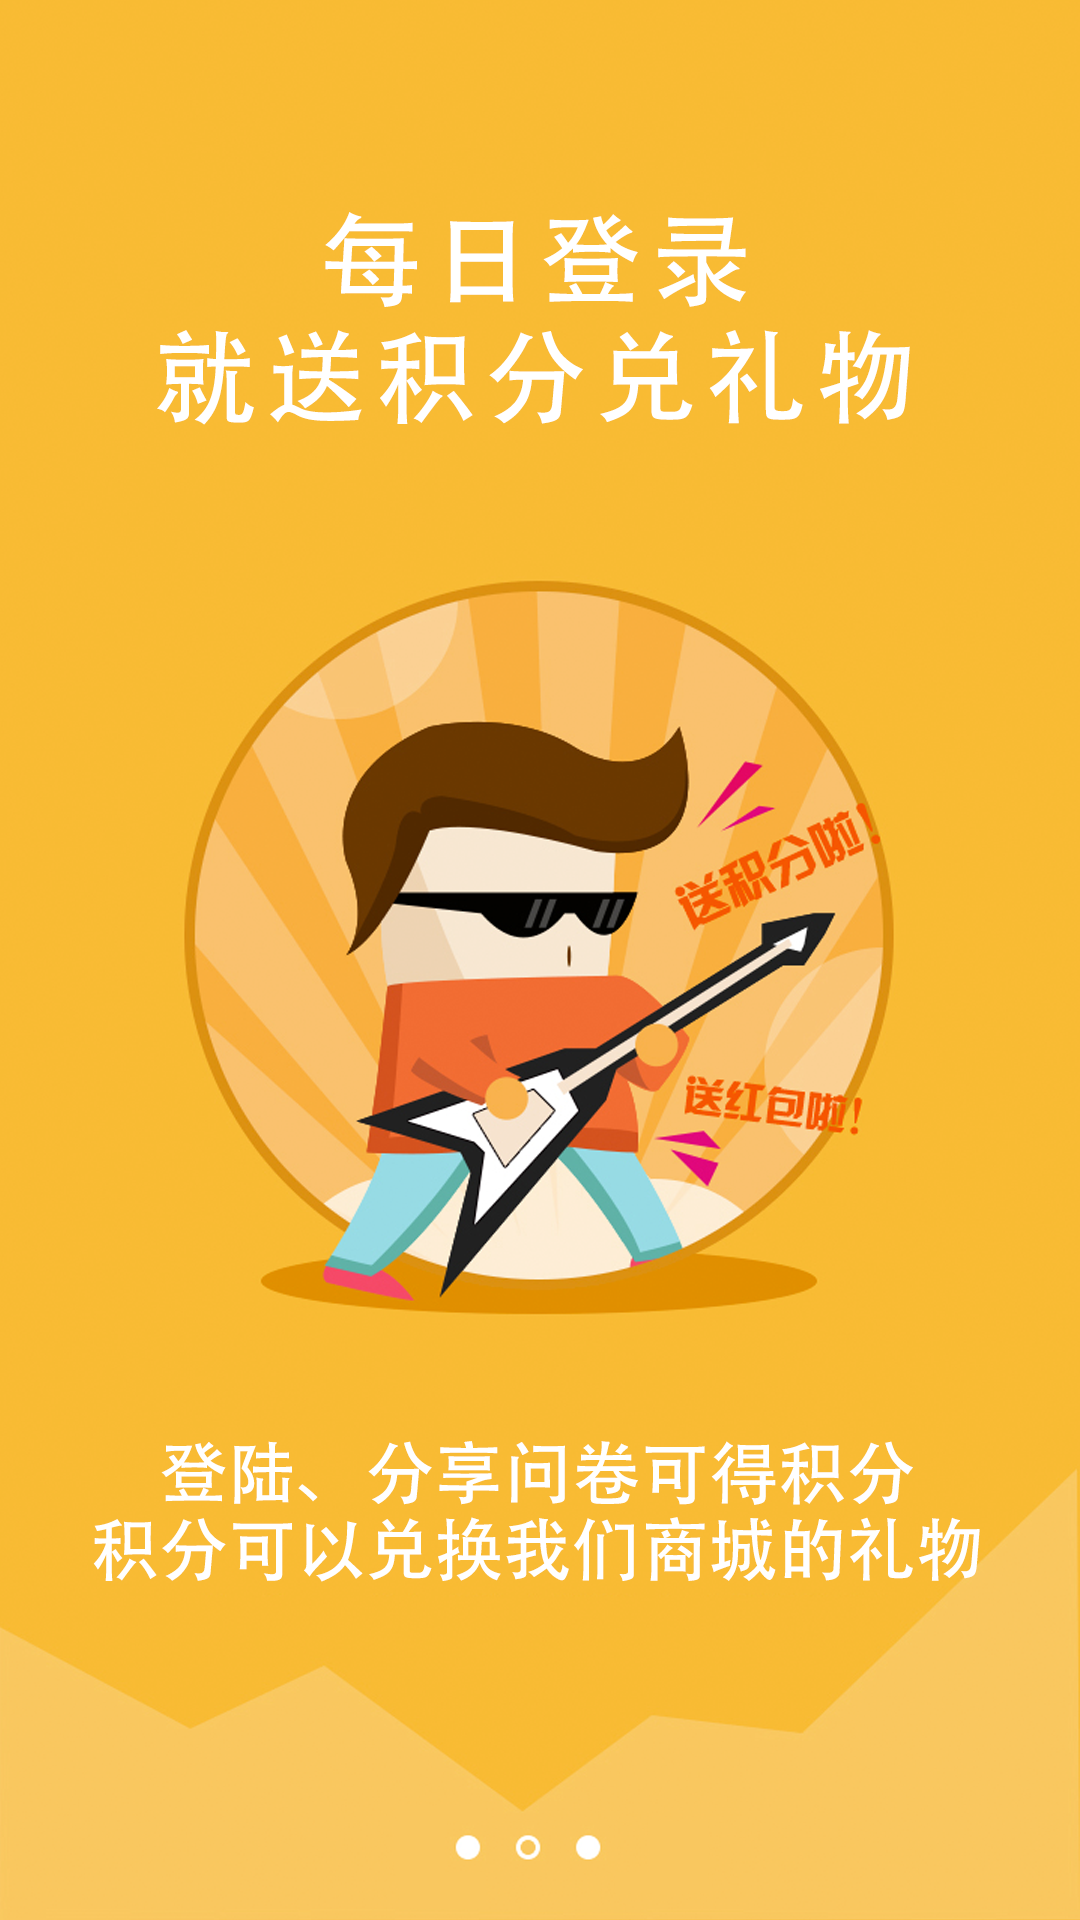 每日登录
就送积分兑礼物
送积分啦!
送红包啦!
登陆、分享问卷可得积分
积分可以兑换我们商城的礼物